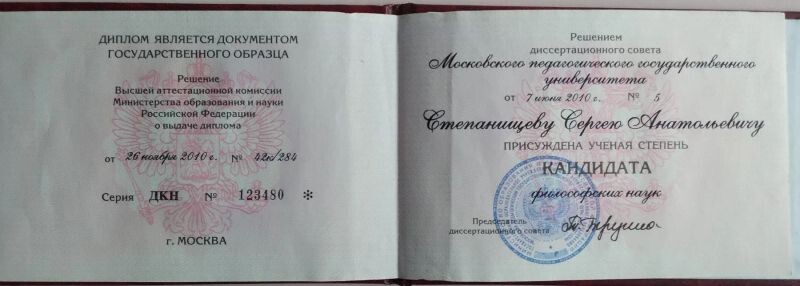 ДИПЛОМ ЯВЛЯЕТСЯ ДОКУМЕНТОМ
ГОСУДАРСТВЕННОГО ОБРАЗЦА
Решение
Высшей аттестационной комиссии
Министерства образования и науки
Российской Федерации
о выдаче диплома
от 26 ноября 2010 г. № 42к/284
Серия ДКН № 123480 *
г. МОСКВА
Решением
диссертационного совета
Московского педагогического государственного
университета
от 7 июня 2010 г. № 5
Степанищеву Сергею Анатольевичу
ПРИСУЖДЕНА УЧЕНАЯ СТЕПЕНЬ
КАНДИДАТА
философских наук
Председатель
диссертационного совета